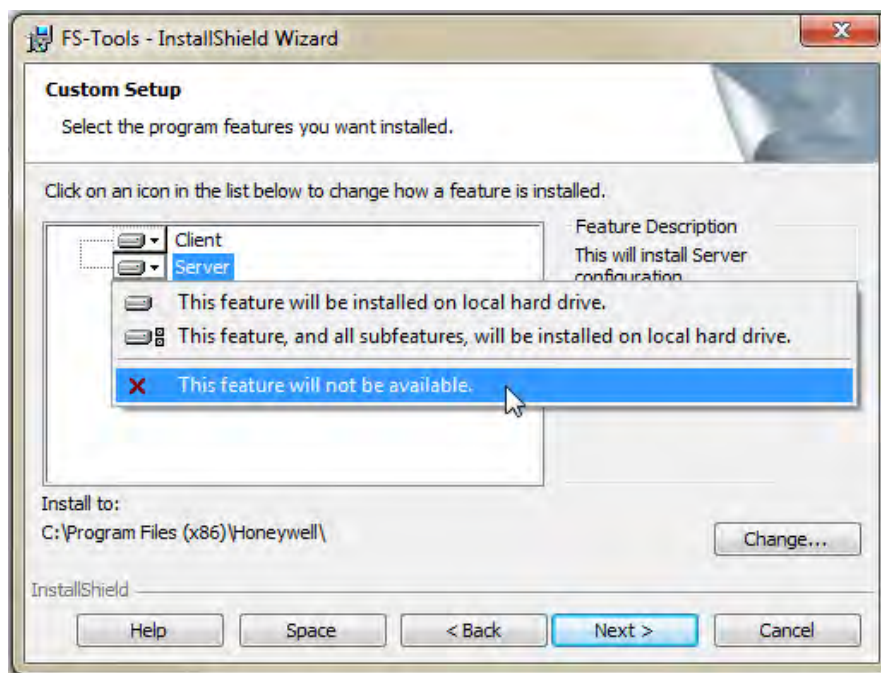 FS-Tools - InstallShield Wizard
Custom Setup
Select the program features you want installed.
Click on an icon in the list below to change how a feature is installed.
Client
Server
Feature Description
This will install Server
configuration
This feature will be installed on local hard drive.
This feature, and all subfeatures, will be installed on local hard drive.
This feature will not be available.
Install to:
C:\Program Files (x86)\Honeywell\
Change...
InstallShield
Help
Space
< Back
Next >
Cancel